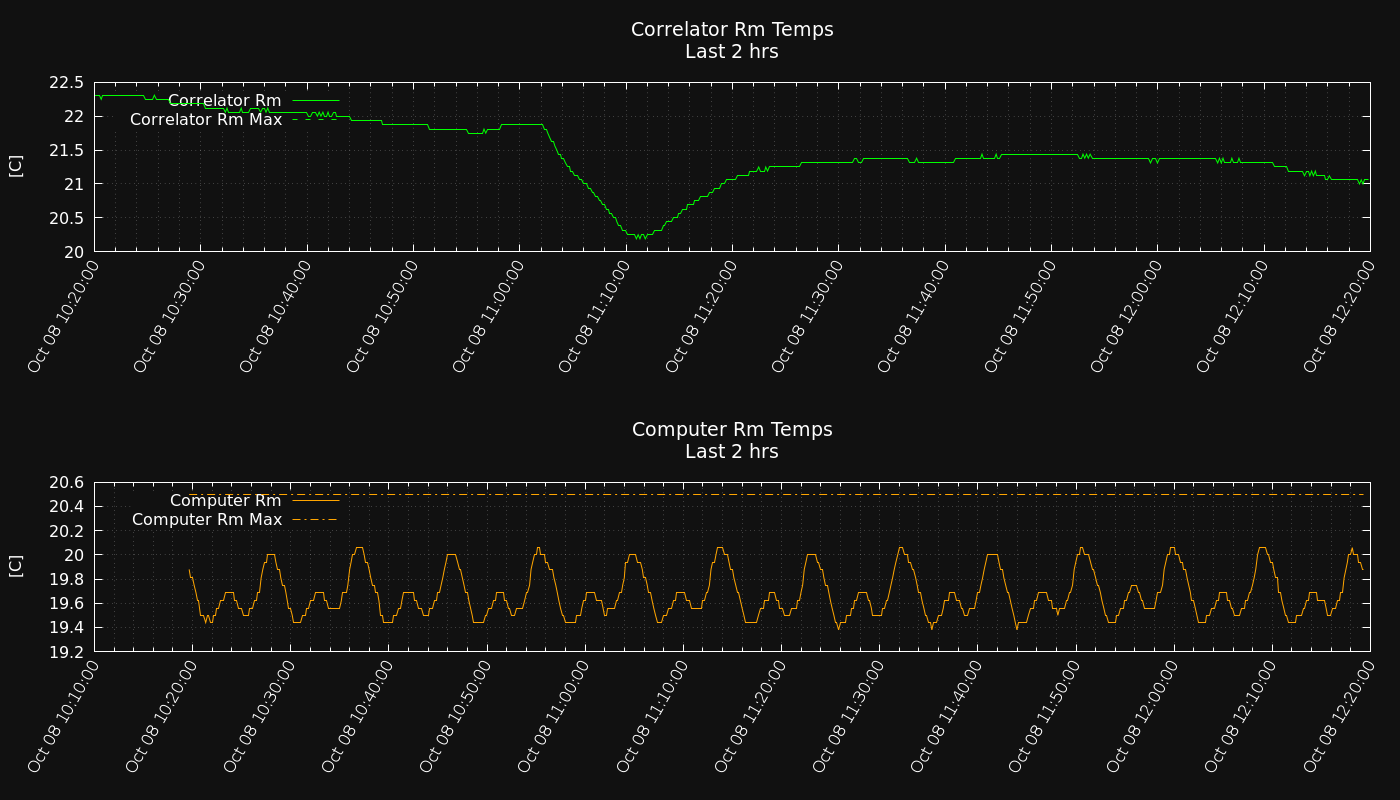 Correlator Rm Temps
Last 2 hrs
22.5
22
21.5
21
20.5
20
[C]
Correlator Rm
Correlator Rm Max
Oct 08 10:20:00
Oct 08 10:30:00
Oct 08 10:40:00
Oct 08 10:50:00
Oct 08 11:00:00
Oct 08 11:10:00
Oct 08 11:20:00
Oct 08 11:30:00
Oct 08 11:40:00
Oct 08 11:50:00
Oct 08 12:00:00
Oct 08 12:10:00
Oct 08 12:20:00
Computer Rm Temps
Last 2 hrs
20.6
20.4
20.2
20
19.8
19.6
19.4
19.2
[C]
Computer Rm
Computer Rm Max
Oct 08 10:10:00
Oct 08 10:20:00
Oct 08 10:30:00
Oct 08 10:40:00
Oct 08 10:50:00
Oct 08 11:00:00
Oct 08 11:10:00
Oct 08 11:20:00
Oct 08 11:30:00
Oct 08 11:40:00
Oct 08 11:50:00
Oct 08 12:00:00
Oct 08 12:10:00
Oct 08 12:20:00